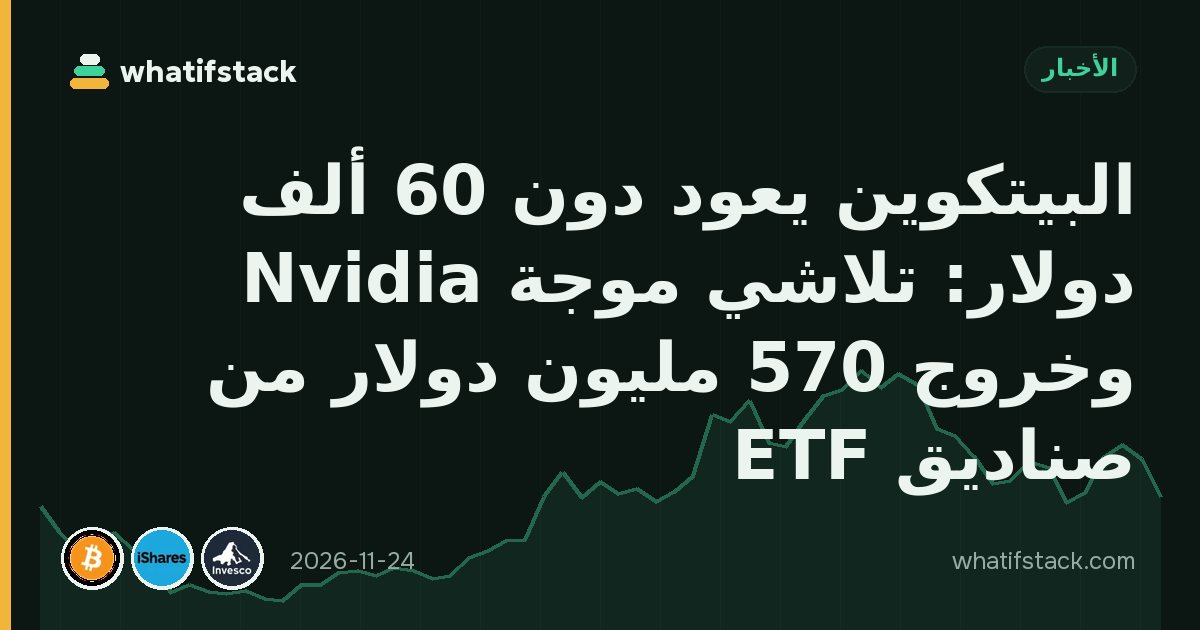 whatifstack
الأخبار
البيتكوين يعود دون 60 ألف
دولار: تلاشي موجة Nvidia
وخروج 570 مليون دولار من
صناديق ETF
iShares
Invesco
2026-11-24
whatifstack.com